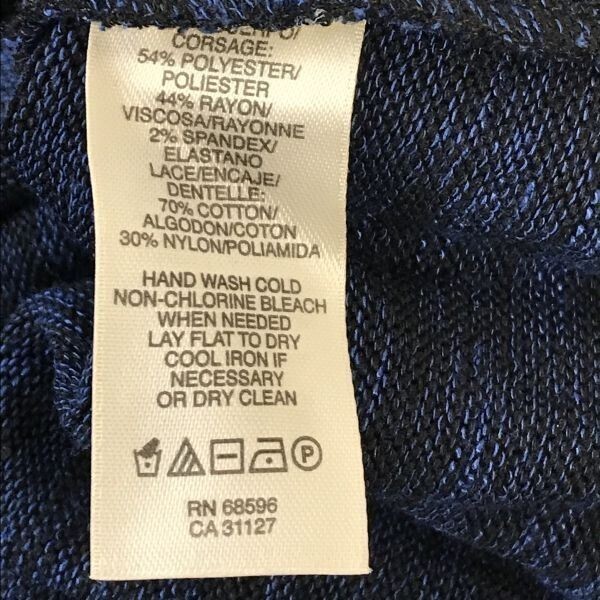 CORSAGE:
54% POLYESTER/
POLIESTER
44% RAYON/
VISCOSA/RAYONNE
2% SPANDEX/
ELASTANO
LACE/ENCAJE/
DENTELLE:
70% COTTON/
ALGODON/COTON
30% NYLON/POLIAMIDA
HAND WASH COLD
NON-CHLORINE BLEACH
WHEN NEEDED
LAY FLAT TO DRY
COOL IRON IF
NECESSARY
OR DRY CLEAN
P
RN 68596
CA 31127